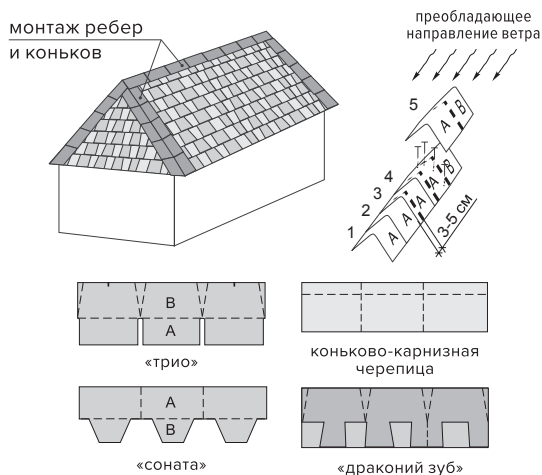 монтаж ребер
и коньков
преобладающее
направление ветра
5
А
В
4
3
2
1
А
А
А
А
В
3-5 см
В
А
«трио»
коньково-карнизная
черепица
А
В
«соната»
«драконий зуб»